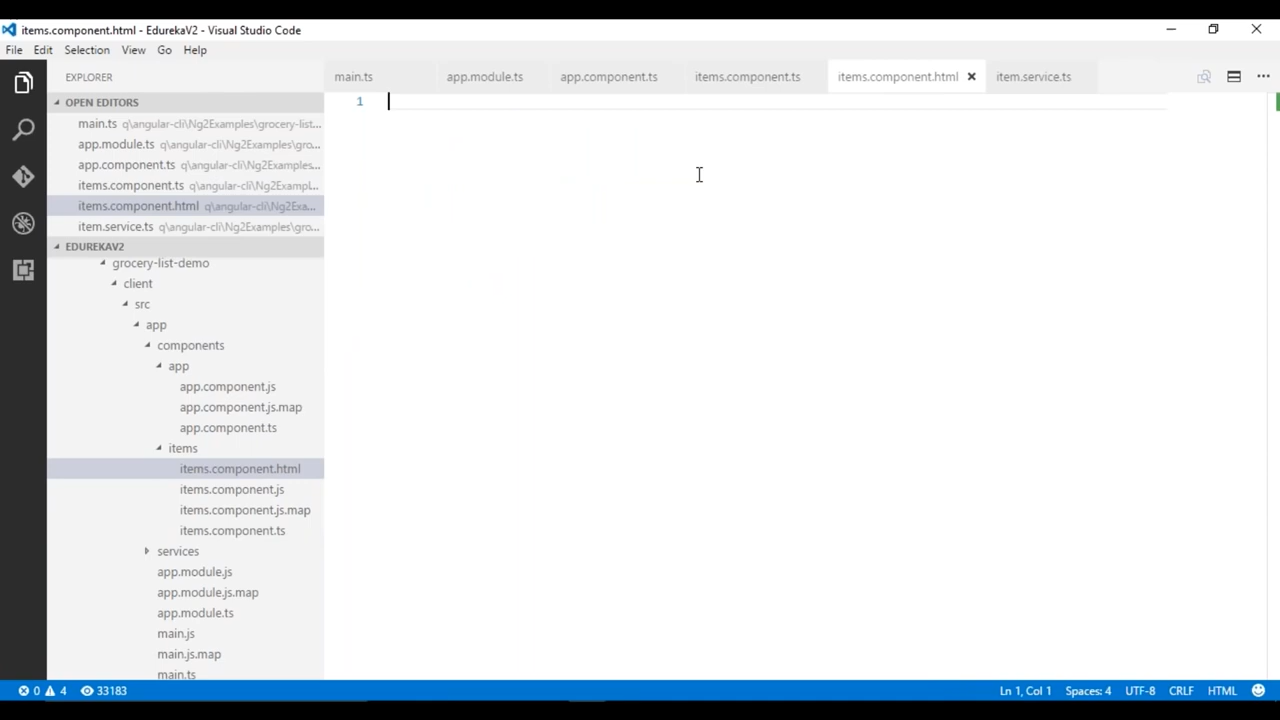 items.component.html - EdurekaV2 - Visual Studio Code
File Edit Selection View Go Help
EXPLORER
main.ts app.module.ts app.component.ts items.component.ts items.component.html item.service.ts
OPEN EDITORS
main.ts q\angular-cli\Ng2Examples\grocery-list...
app.module.ts q\angular-cli\Ng2Examples\gro...
app.component.ts q\angular-cli\Ng2Examples...
items.component.ts q\angular-cli\Ng2Exampl...
items.component.html q\angular-cli\Ng2Exa...
item.service.ts q\angular-cli\Ng2Examples\gro...
1
EDUREKAV2
grocery-list-demo
client
src
app
components
app
app.component.js
app.component.js.map
app.component.ts
items
items.component.html
items.component.js
items.component.js.map
items.component.ts
services
app.module.js
app.module.js.map
app.module.ts
main.js
main.js.map
main.ts
0 4 33183
Ln 1, Col 1 Spaces: 4 UTF-8 CRLF HTML